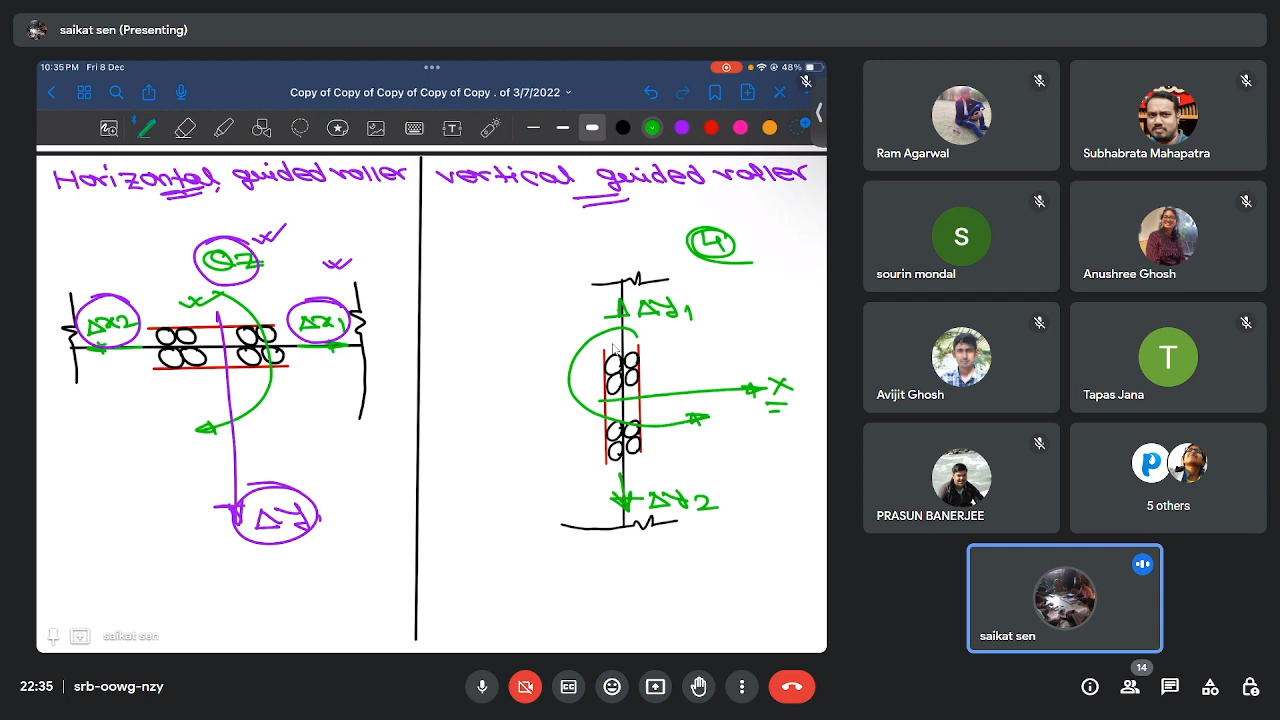 saikat sen (Presenting)
10:35 PM Fri 8 Dec
48%
Copy of Copy of Copy of Copy of Copy . of 3/7/2022
T
Horizontal guided roller
vertical guided roller
θz
Δx2
Δx1
Δy
4
Δy1
x
Δy2
saikat sen
Ram Agarwal
Subhabrata Mahapatra
s
sourin mondal
Anushree Ghosh
Avijit Ghosh
T
Tapas Jana
PRASUN BANERJEE
P
5 others
saikat sen
22:35 | srb-oowg-nzy
14